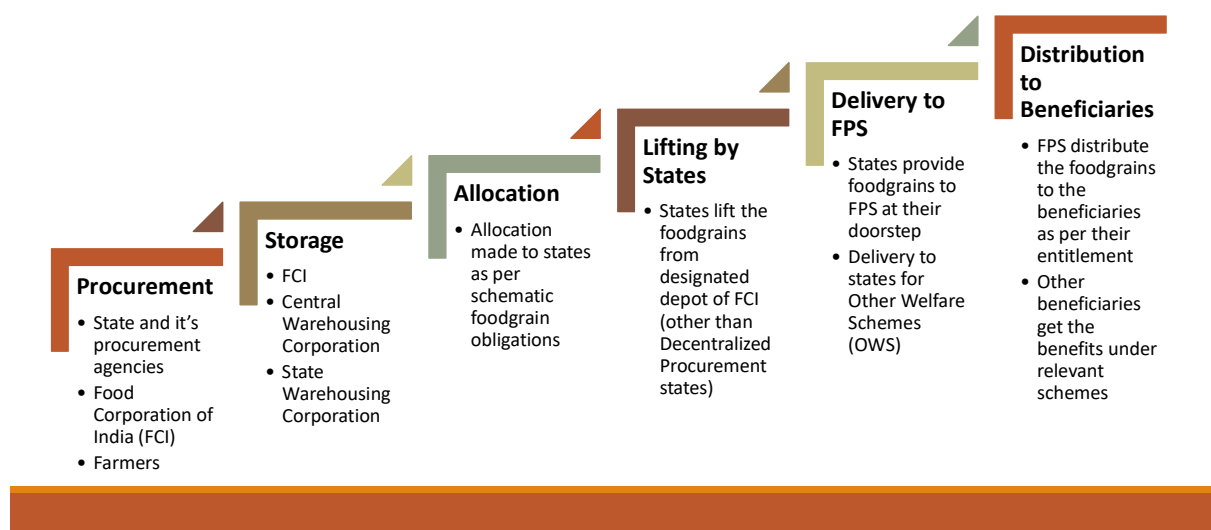 Procurement
• State and it's
procurement
agencies
• Food
Corporation of
India (FCI)
• Farmers
Storage
• FCI
• Central
Warehousing
Corporation
• State
Warehousing
Corporation
Allocation
• Allocation
made to states
as per
schematic
foodgrain
obligations
Lifting by
States
• States lift the
foodgrains
from
designated
depot of FCI
(other than
Decentralized
Procurement
states)
Delivery to
FPS
• States provide
foodgrains to
FPS at their
doorstep
• Delivery to
states for
Other Welfare
Schemes
(OWS)
Distribution
to
Beneficiaries
• FPS distribute
the foodgrains
to the
beneficiaries
as per their
entitlement
• Other
beneficiaries
get the
benefits under
relevant
schemes